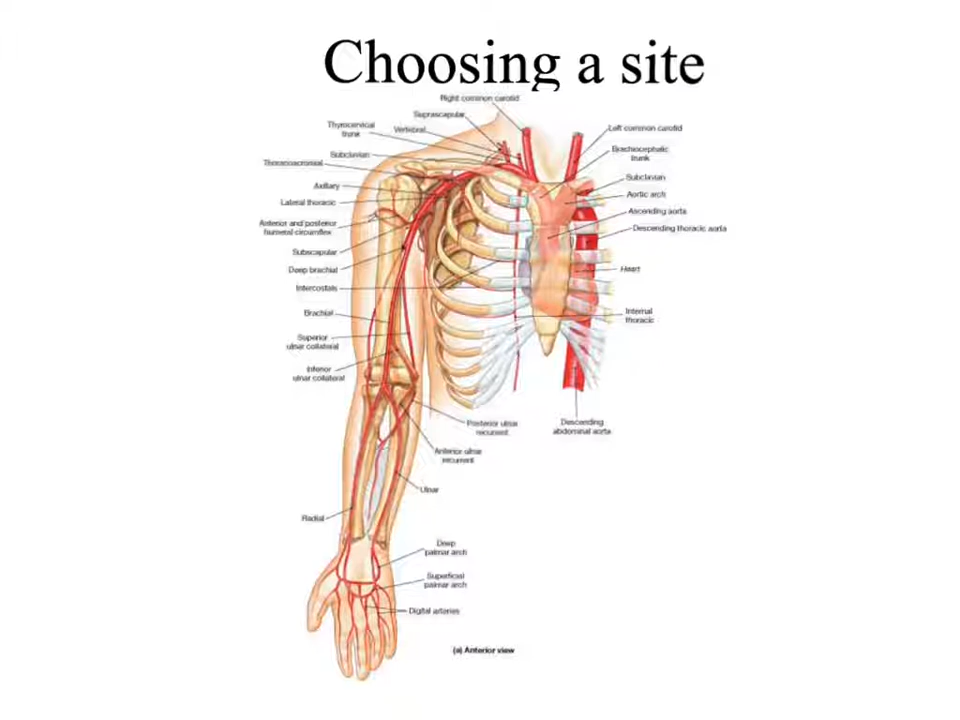 Choosing a site
Right common carotid
Suprascapular
Thyrocervical
trunk
Vertebral
Left common carotid
Subclavian
Brachiocephalic
trunk
Thoracoacromial
Subclavian
Axillary
Aortic arch
Lateral thoracic
Ascending aorta
Anterior and posterior
humeral circumflex
Descending thoracic aorta
Subscapular
Deep brachial
Heart
Intercostals
Brachial
Internal
thoracic
Superior
ulnar collateral
Inferior
ulnar collateral
Posterior ulnar
recurrent
Descending
abdominal aorta
Anterior ulnar
recurrent
Ulnar
Radial
Deep
palmar arch
Superficial
palmar arch
Digital arteries
(a) Anterior view